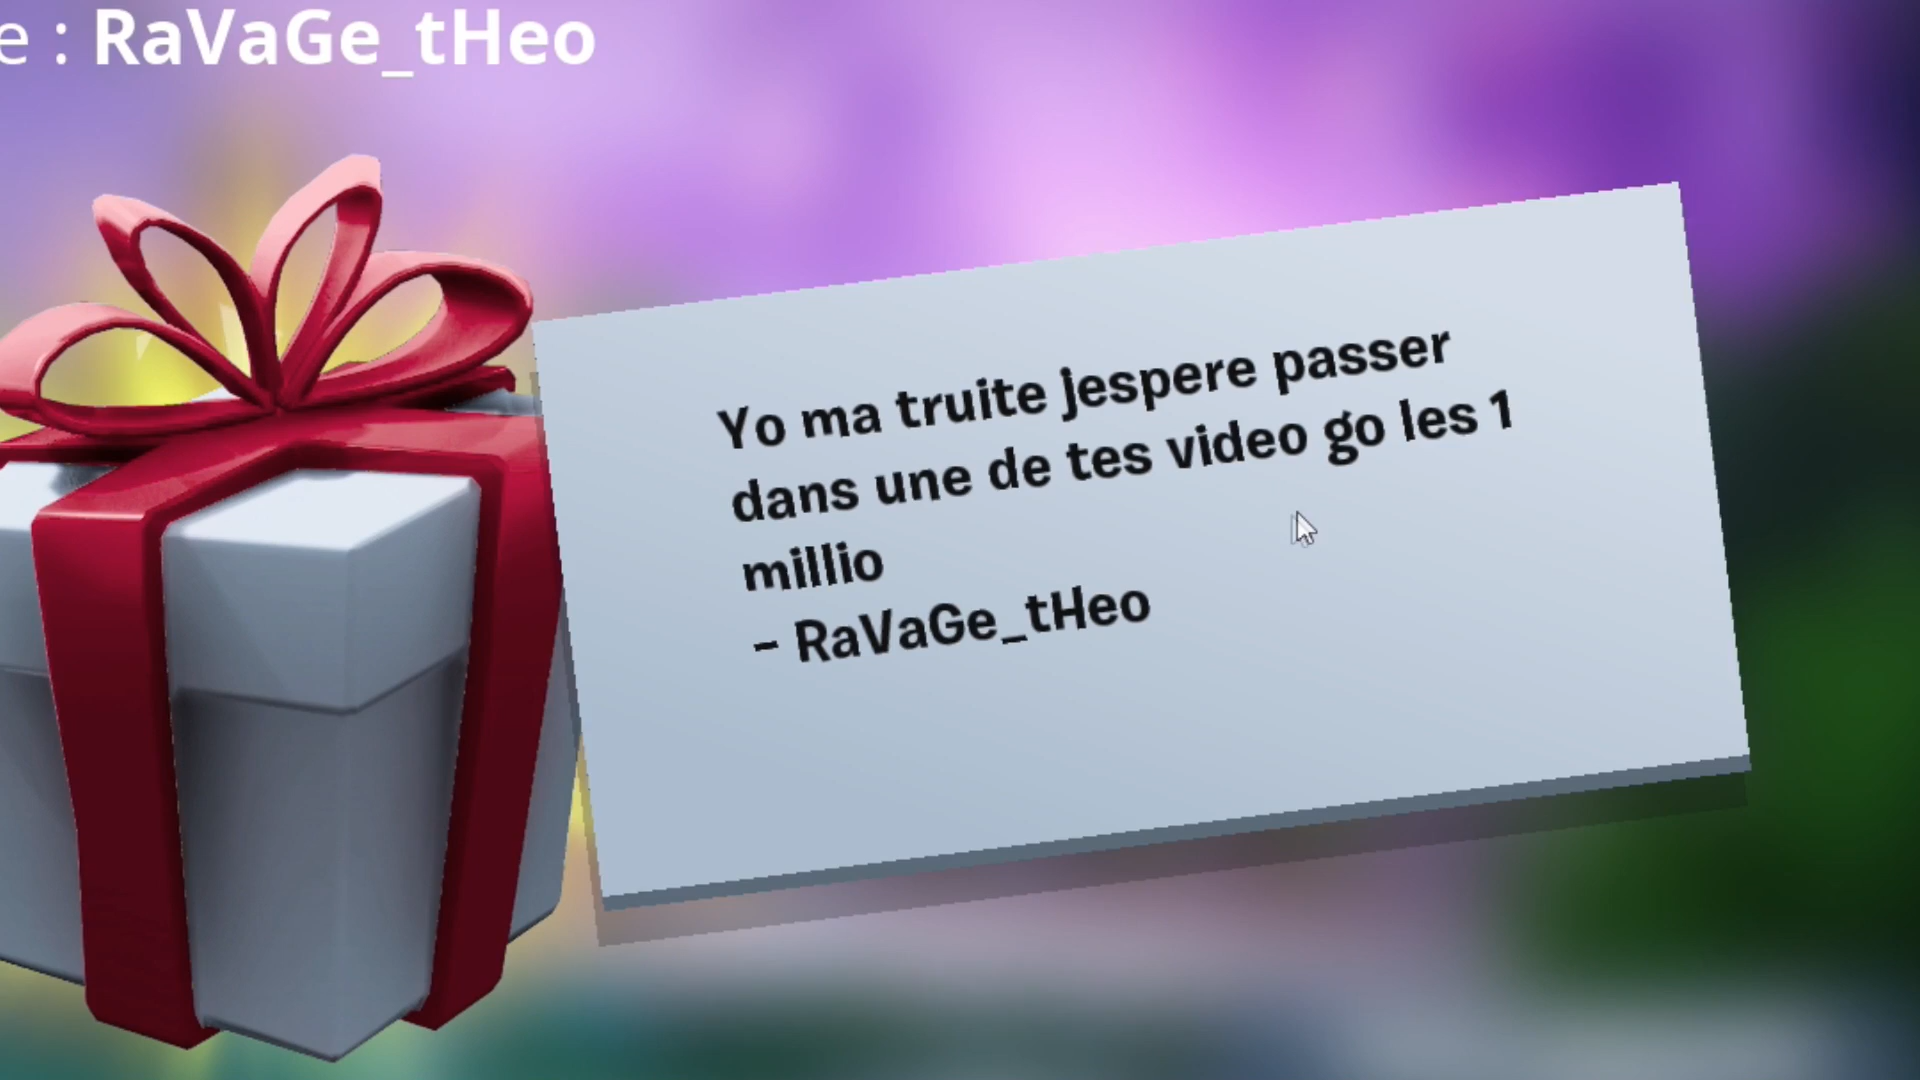 e : RaVaGe_tHeo
Yo ma truite jespere passer
dans une de tes video go les 1
millio
- RaVaGe_tHeo